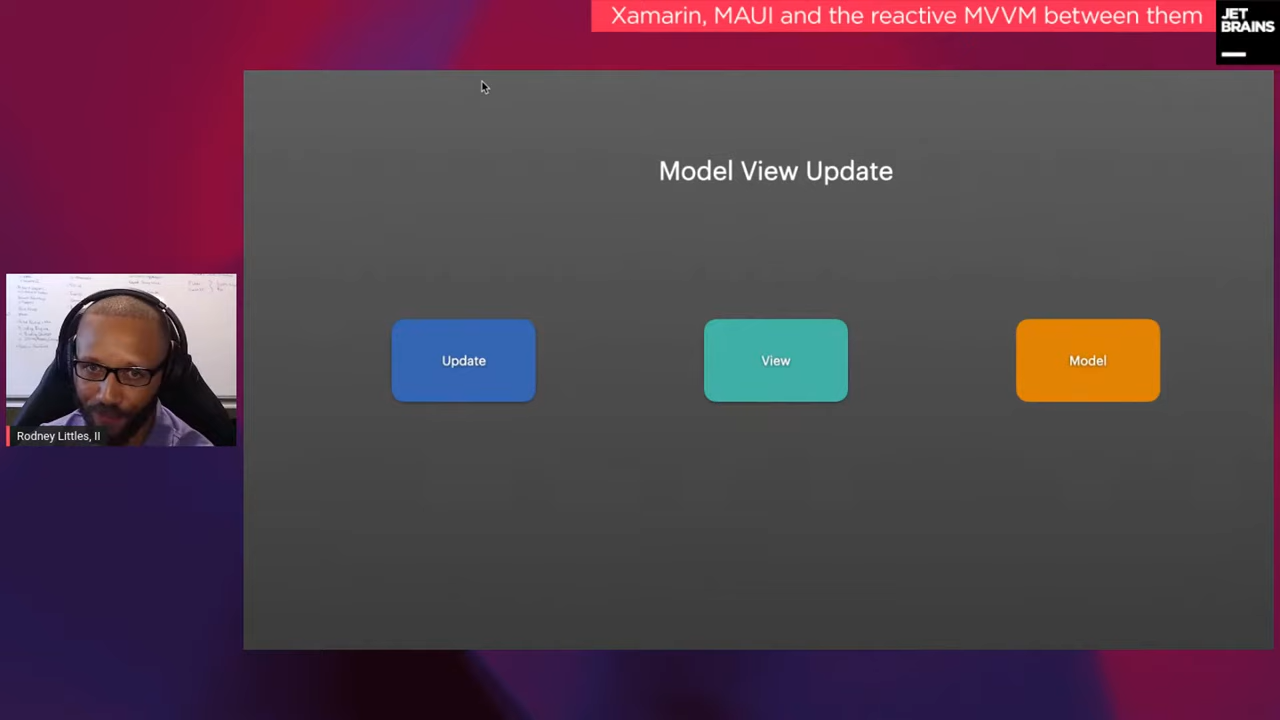 Xamarin, MAUI and the reactive MVVM between them
JET
BRAINS
Model View Update
Update
View
Model
Rodney Littles, II